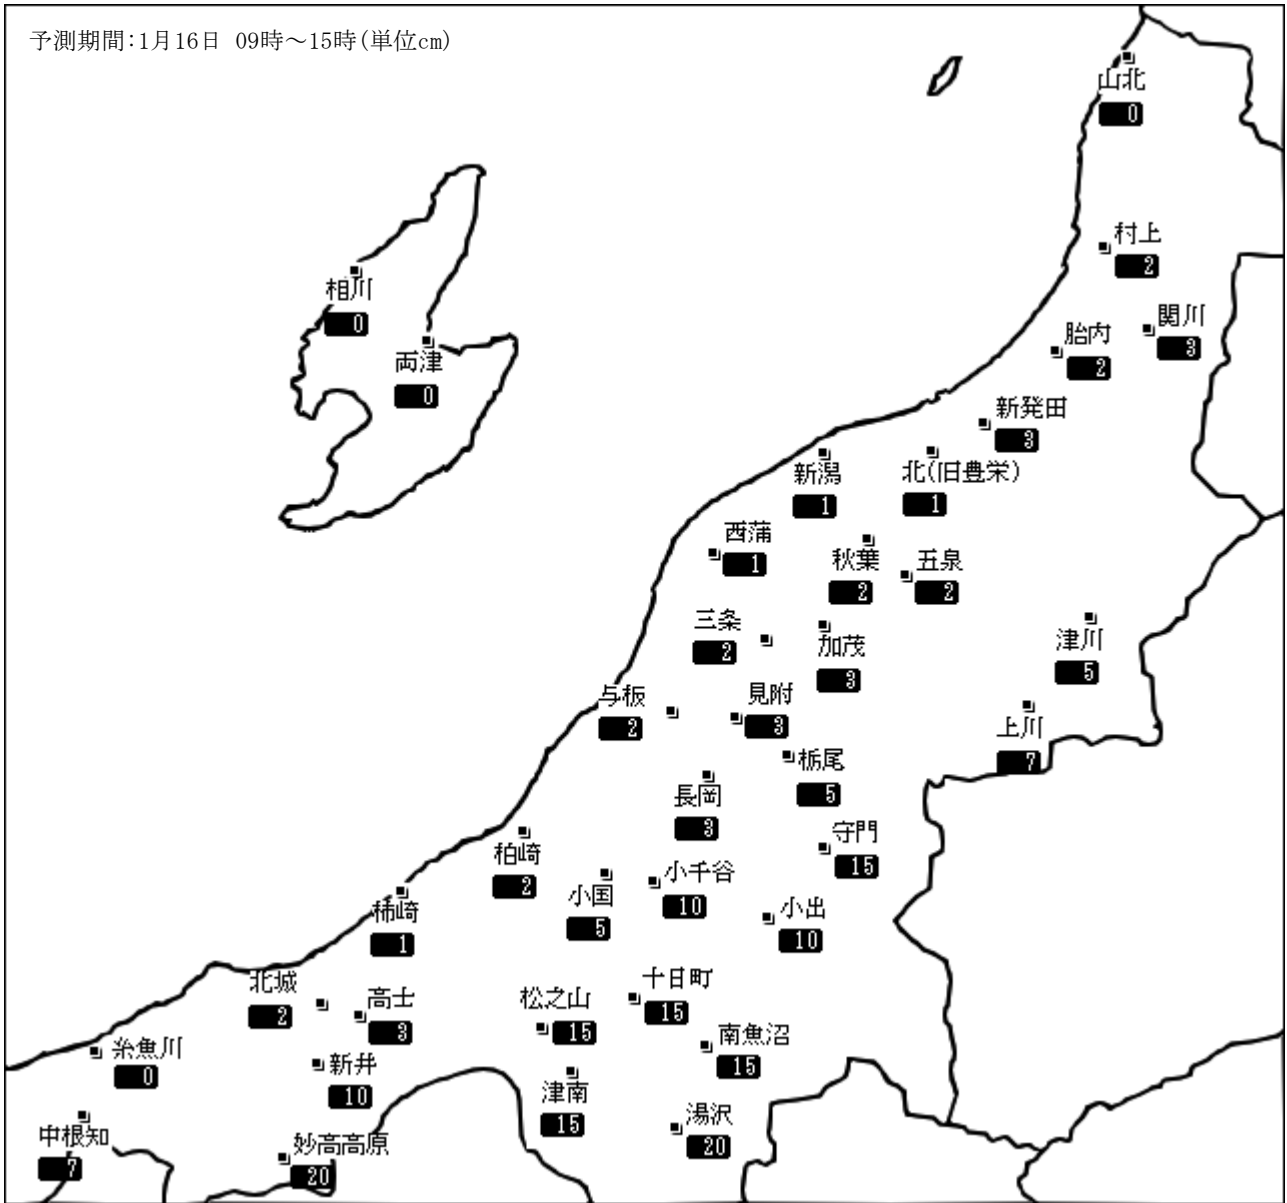 予測期間:1月16日 09時～15時(単位cm)
山北
0
村上
2
関川
3
胎内
2
相川
0
両津
0
新発田
3
新潟
1
北(旧豊栄)
1
西蒲
1
秋葉
2
五泉
2
三条
2
加茂
3
津川
5
与板
2
見附
3
上川
7
栃尾
5
長岡
3
守門
15
柏崎
2
小国
5
小千谷
10
小出
10
柿崎
1
北城
2
高士
3
松之山
15
十日町
15
南魚沼
15
糸魚川
0
新井
10
津南
15
湯沢
20
中根知
7
妙高高原
20